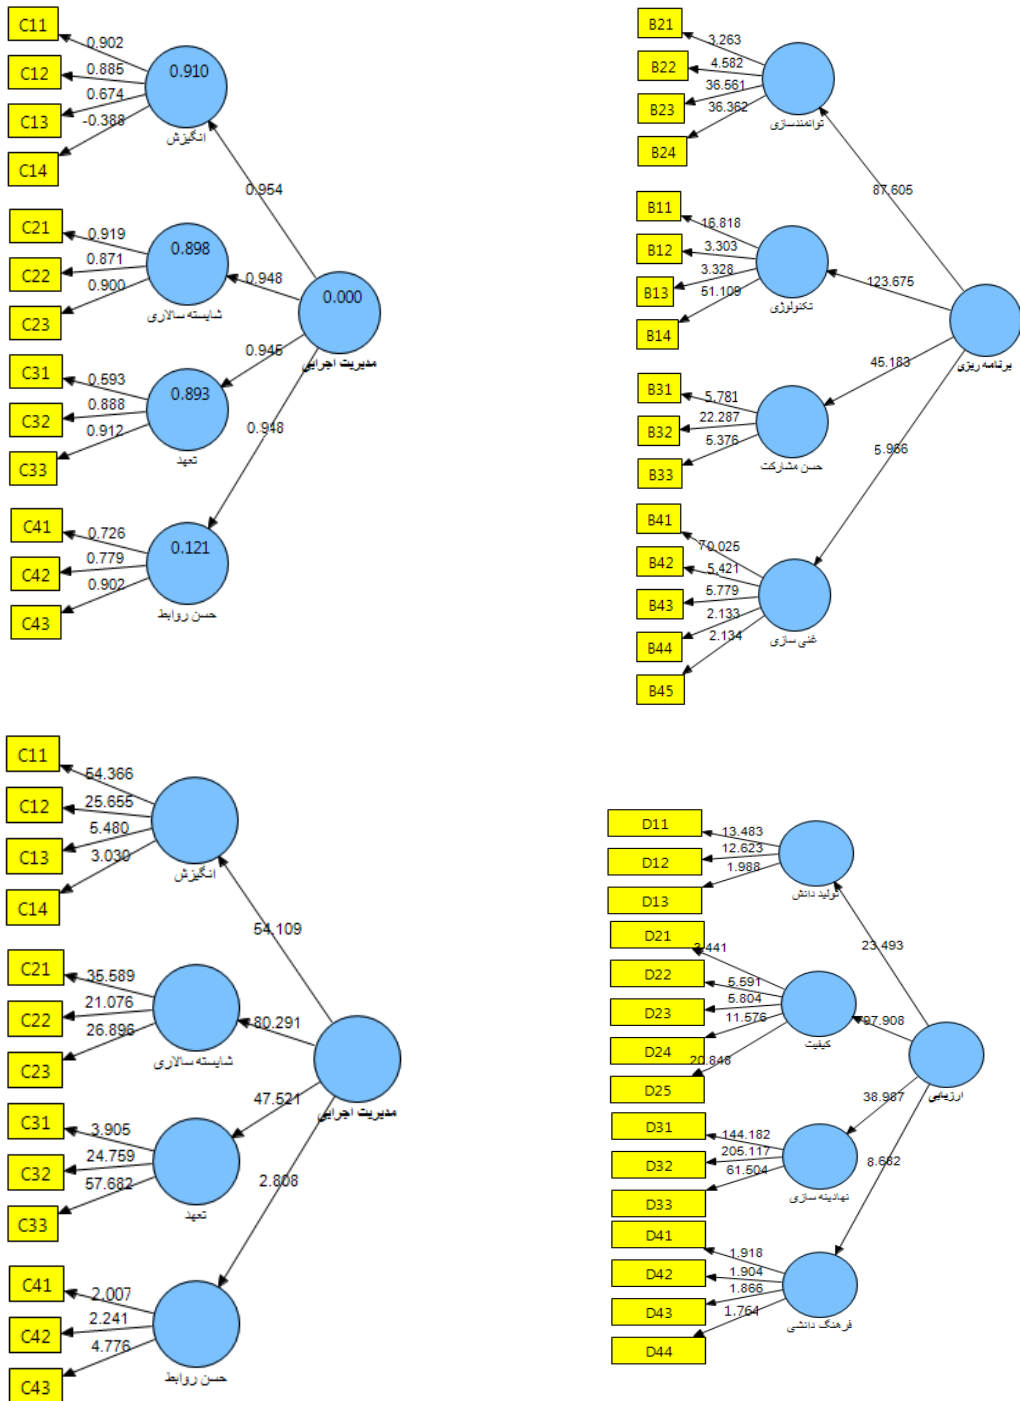 C11
0.902
C12
0.885
C13
0.674
C14
-0.388
0.910
انگیزش
0.954
C21
0.919
C22
0.871
C23
0.900
0.898
شایسته سالاری
0.948
0.000
مدیریت اجرایی
C31
0.593
C32
0.888
C33
0.912
0.893
تعهد
0.945
C41
0.726
C42
0.779
C43
0.902
0.121
حسن روابط
0.948
B21
3.263
B22
4.582
B23
36.561
B24
36.362
توانمندسازی
87.605
B11
16.818
B12
3.303
B13
3.328
B14
51.109
تکنولوژی
123.675
برنامه ریزی
B31
5.781
B32
22.287
B33
5.376
حسن مشارکت
45.183
B41
70.025
B42
5.421
B43
5.779
B44
2.133
B45
2.134
غنی سازی
5.966
C11
54.366
C12
25.655
C13
5.480
C14
3.030
انگیزش
54.109
C21
35.589
C22
21.076
C23
26.896
شایسته سالاری
80.291
مدیریت اجرایی
C31
3.905
C32
24.759
C33
57.682
تعهد
47.521
C41
2.007
C42
2.241
C43
4.776
حسن روابط
2.808
D11
13.483
D12
12.623
D13
1.988
تولید دانش
23.493
D21
3.441
D22
5.591
D23
5.804
D24
11.576
D25
20.848
کیفیت
97.908
ارزیابی
D31
144.182
D32
205.117
D33
61.504
نهادینه سازی
38.987
D41
1.918
D42
1.904
D43
1.866
D44
1.764
فرهنگ دانشی
8.682